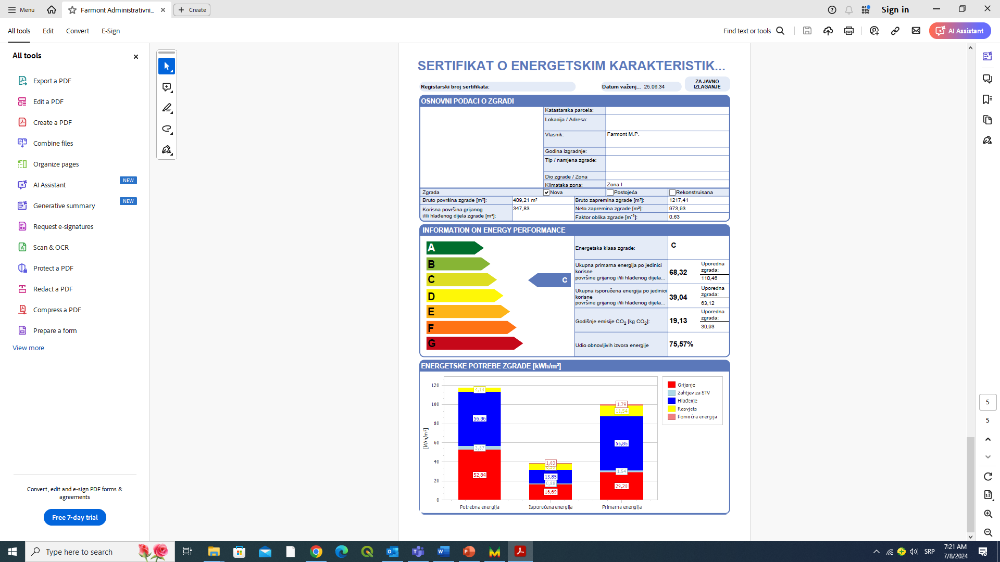 Menu
Farmont Administrativni...
Create
Sign in
All tools
Edit
Convert
E-Sign
Find text or tools
AI Assistant
All tools
Export a PDF
Edit a PDF
Create a PDF
Combine files
Organize pages
AI Assistant
NEW
Generative summary
NEW
Request e-signatures
Scan & OCR
Protect a PDF
Redact a PDF
Compress a PDF
Prepare a form
View more
Convert, edit and e-sign PDF forms &
agreements
Free 7-day trial
SERTIFIKAT O ENERGETSKIM KARAKTERISTIK...
Registarski broj sertifikata:
Datum važenj... 25.06.34
ZA JAVNO
IZLAGANJE
OSNOVNI PODACI O ZGRADI
Katastarska parcela:
Lokacija / Adresa:
Vlasnik: Farmont M.P.
Godina izgradnje:
Tip / namjena zgrade:
Dio zgrade / Zona
Klimatska zona: Zona I
Zgrada Nova Postojeća Rekonstruisana
Bruto površina zgrade [m²]: 409,21 m² Bruto zapremina zgrade [m³]: 1217,41
Korisna površina grijanog
i/ili hlađenog dijela zgrade [m²]: 347,83
Neto zapremina zgrade [m³]: 973,93
Faktor oblika zgrade [m⁻¹]: 0,63
INFORMATION ON ENERGY PERFORMANCE
A
B
C
D
E
F
G
C
Energetska klasa zgrade: C
Ukupna primarna energija po jedinici
korisne
površine grijanog i/ili hlađenog dijela...
68,32
Uporedna
zgrada:
110,46
Ukupna isporučena energija po jedinici
korisne
površine grijanog i/ili hlađenog dijela...
39,04
Uporedna
zgrada:
63,12
Godišnje emisije CO₂ [kg CO₂]:
19,13
Uporedna
zgrada:
30,93
Udio obnovljivih izvora energije
75,57%
ENERGETSKE POTREBE ZGRADE [kWh/m²]
[kWh/m²]
120
100
80
60
40
20
0
4,14
56,86
3,87
52,84
Potrebna energija
1,03
13,85
0,88
16,69
Isporučena energija
1,79
11,54
56,86
1,54
29,20
Primarna energija
Grijanje
Zahtjev za STV
Hlađenje
Rasvjeta
Pomoćna energija
5
5
Type here to search
SRP
7:21 AM
7/8/2024